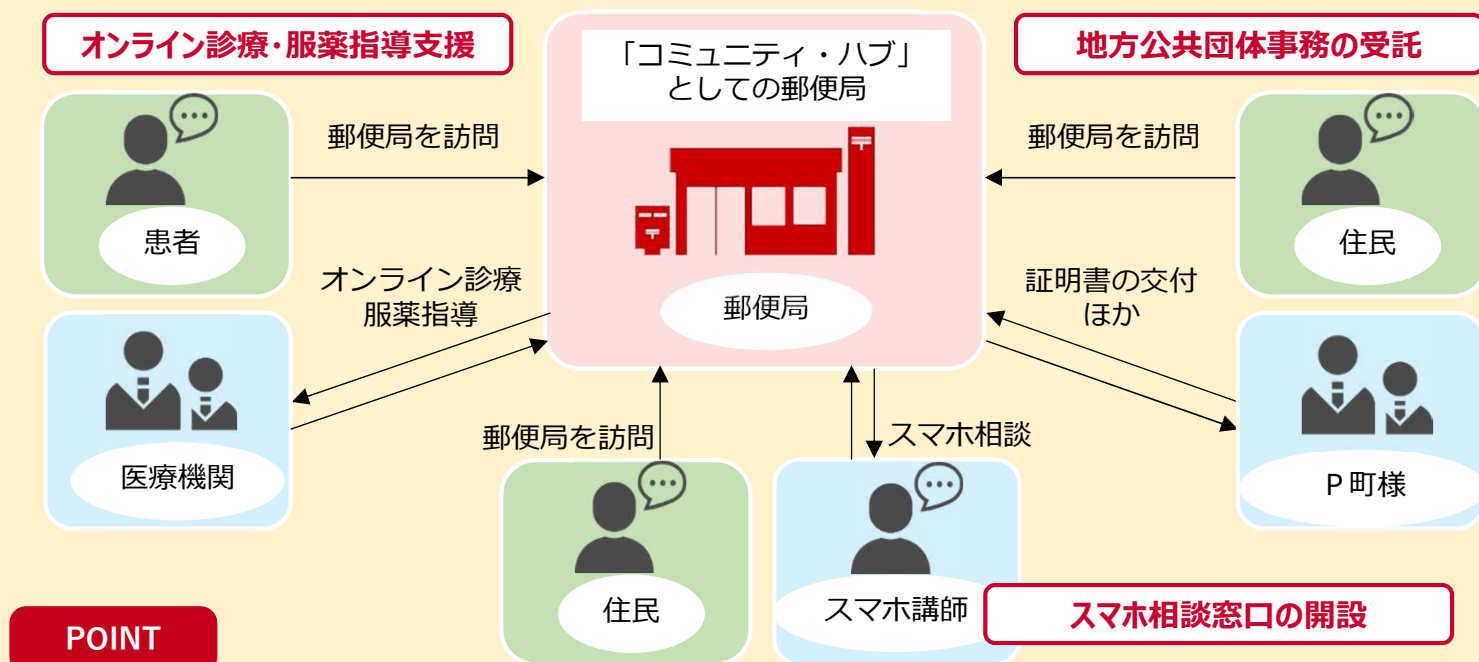 オンライン診療・服薬指導支援
「コミュニティ・ハブ」
としての郵便局
地方公共団体事務の受託
郵便局を訪問
郵便局を訪問
患者
住民
オンライン診療
服薬指導
郵便局
証明書の交付
ほか
郵便局を訪問
スマホ相談
医療機関
P町様
住民
スマホ講師
スマホ相談窓口の開設
POINT